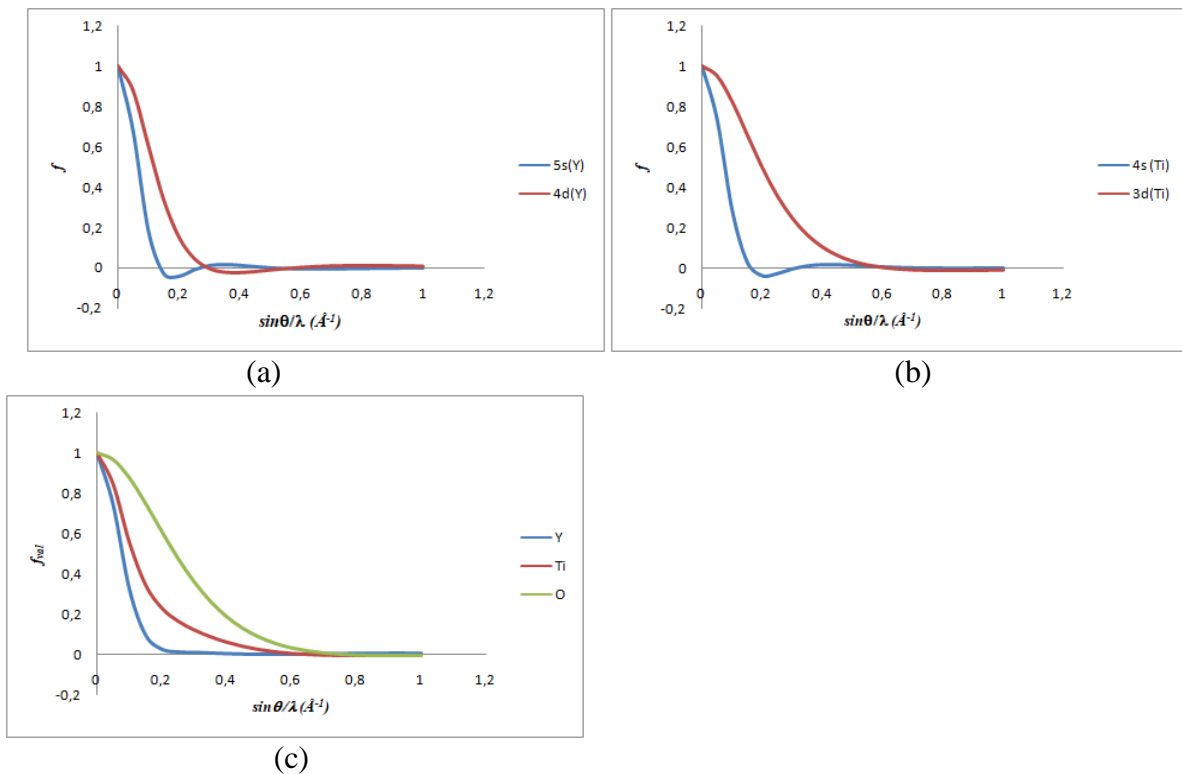 1,2
1
0,8
0,6
0,4
0,2
0
-0,2
f
0 0,2 0,4 0,6 0,8 1 1,2
sinθ/λ (Å⁻¹)
5s(Y)
4d(Y)
(a)
1,2
1
0,8
0,6
0,4
0,2
0
-0,2
f
0 0,2 0,4 0,6 0,8 1 1,2
sinθ/λ (Å⁻¹)
4s(Ti)
3d(Ti)
(b)
1,2
1
0,8
0,6
0,4
0,2
0
-0,2
fval
0 0,2 0,4 0,6 0,8 1 1,2
sinθ/λ (Å⁻¹)
Y
Ti
O
(c)